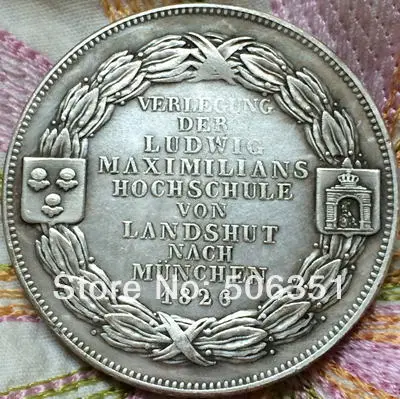 VERLEGUNG
DER
LUDWIG
MAXIMILIANS
HOCHSCHULE
VON
LANDSHUT
NACH
MÜNCHEN
1826
Store No: 506351